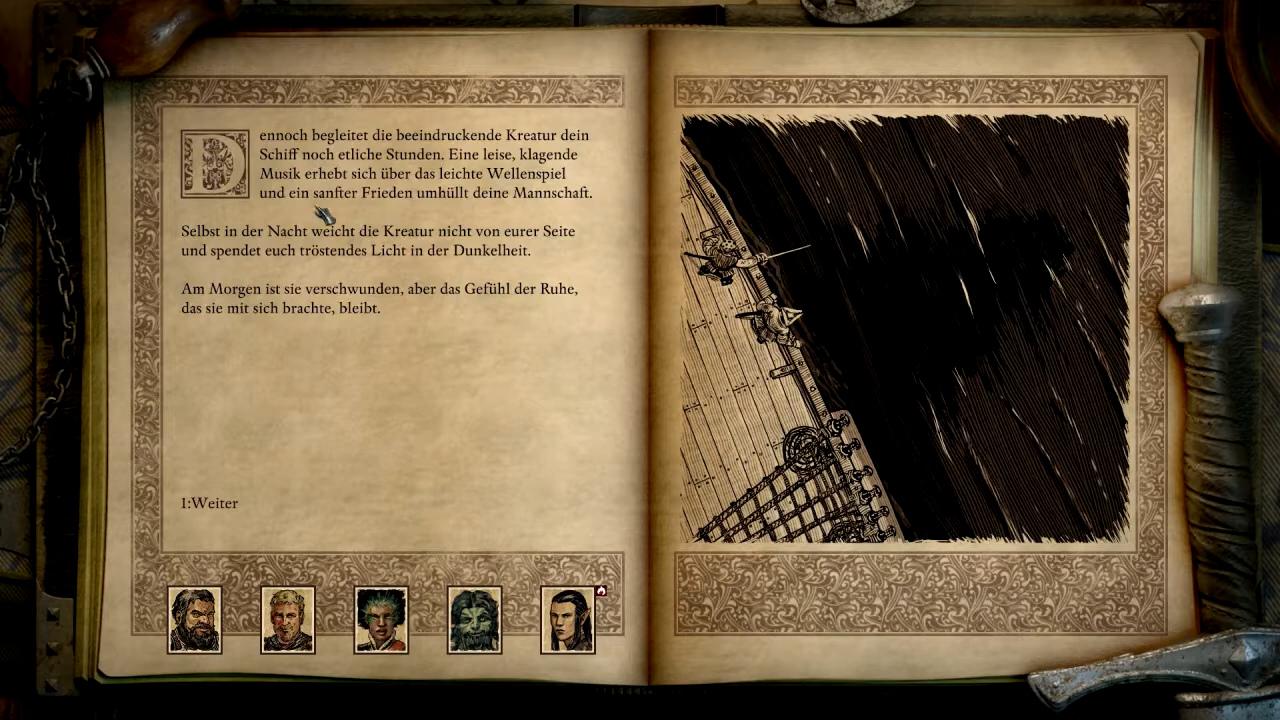 Dennoch begleitet die beeindruckende Kreatur dein
Schiff noch etliche Stunden. Eine leise, klagende
Musik erhebt sich über das leichte Wellenspiel
und ein sanfter Frieden umhüllt deine Mannschaft.
Selbst in der Nacht weicht die Kreatur nicht von eurer Seite
und spendet euch tröstendes Licht in der Dunkelheit.
Am Morgen ist sie verschwunden, aber das Gefühl der Ruhe,
das sie mit sich brachte, bleibt.
1:Weiter